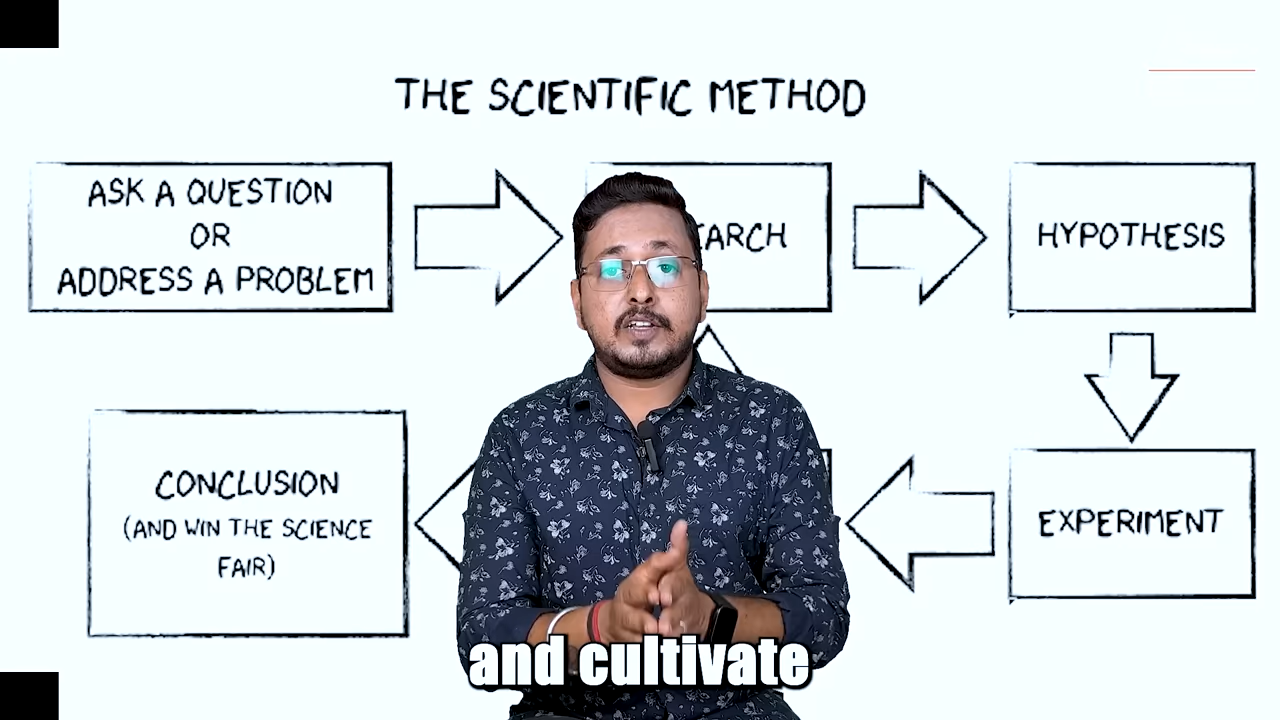 THE SCIENTIFIC METHOD
ASK A QUESTION
OR
ADDRESS A PROBLEM
HYPOTHESIS
CONCLUSION
(AND WIN THE SCIENCE
FAIR)
EXPERIMENT
and cultivate